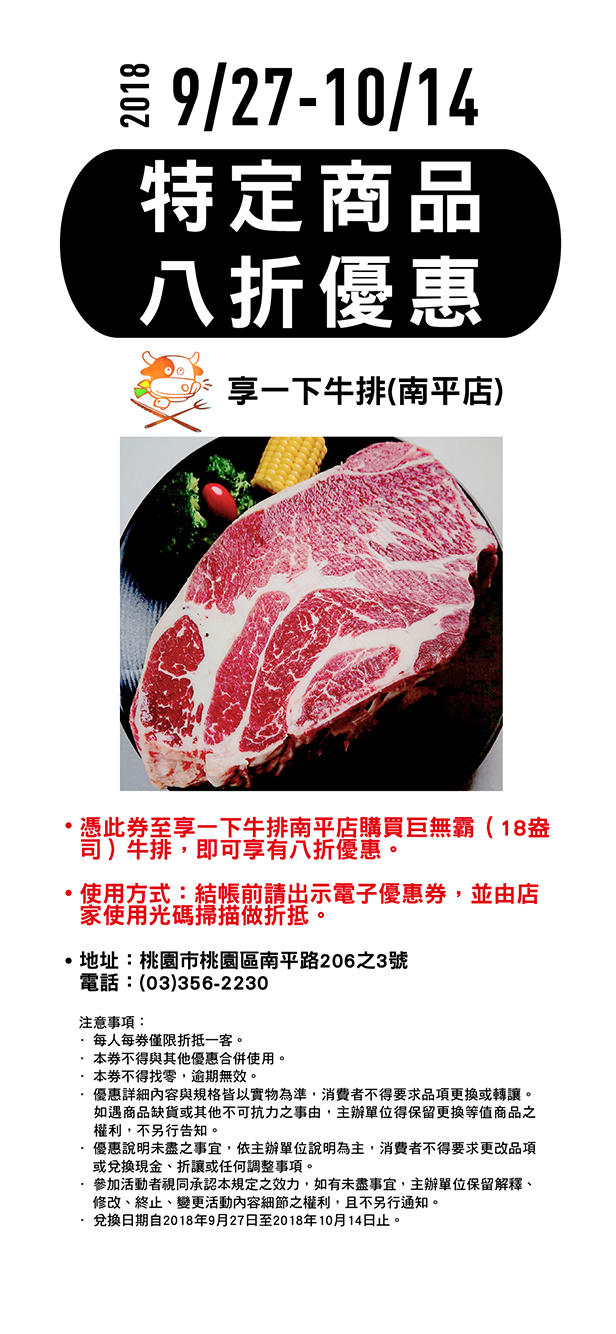 2018 9/27-10/14
特定商品
八折優惠
享一下牛排(南平店)
•憑此券至享一下牛排南平店購買巨無霸（18盎
司）牛排，即可享有八折優惠。
•使用方式：結帳前請出示電子優惠券，並由店
家使用光碼掃描做折抵。
•地址：桃園市桃園區南平路206之3號
電話：(03)356-2230
注意事項：
· 每人每券僅限折抵一客。
· 本券不得與其他優惠合併使用。
· 本券不得找零，逾期無效。
· 優惠詳細內容與規格皆以實物為準，消費者不得要求品項更換或轉讓。
如遇商品缺貨或其他不可抗力之事由，主辦單位得保留更換等值商品之
權利，不另行告知。
· 優惠說明未盡之事宜，依主辦單位說明為主，消費者不得要求更改品項
或兌換現金、折讓或任何調整事項。
· 參加活動者視同承認本規定之效力，如有未盡事宜，主辦單位保留解釋、
修改、終止、變更活動內容細節之權利，且不另行通知。
· 兌換日期自2018年9月27日至2018年10月14日止。